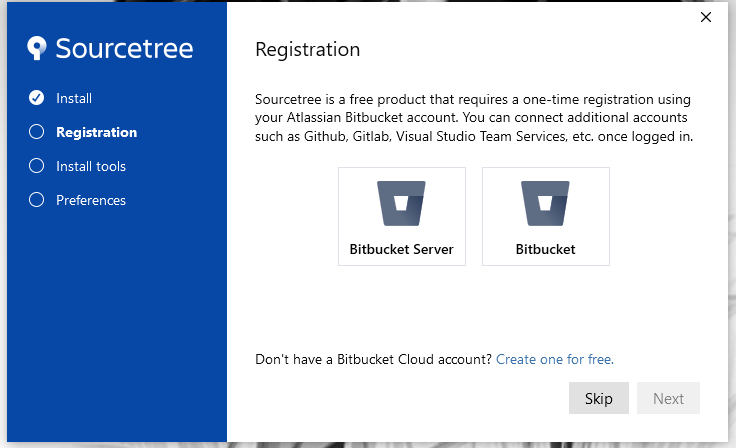 Sourcetree
Install
Registration
Install tools
Preferences
Registration
Sourcetree is a free product that requires a one-time registration using
your Atlassian Bitbucket account. You can connect additional accounts
such as Github, Gitlab, Visual Studio Team Services, etc. once logged in.
Bitbucket Server
Bitbucket
Don't have a Bitbucket Cloud account? Create one for free.
Skip
Next